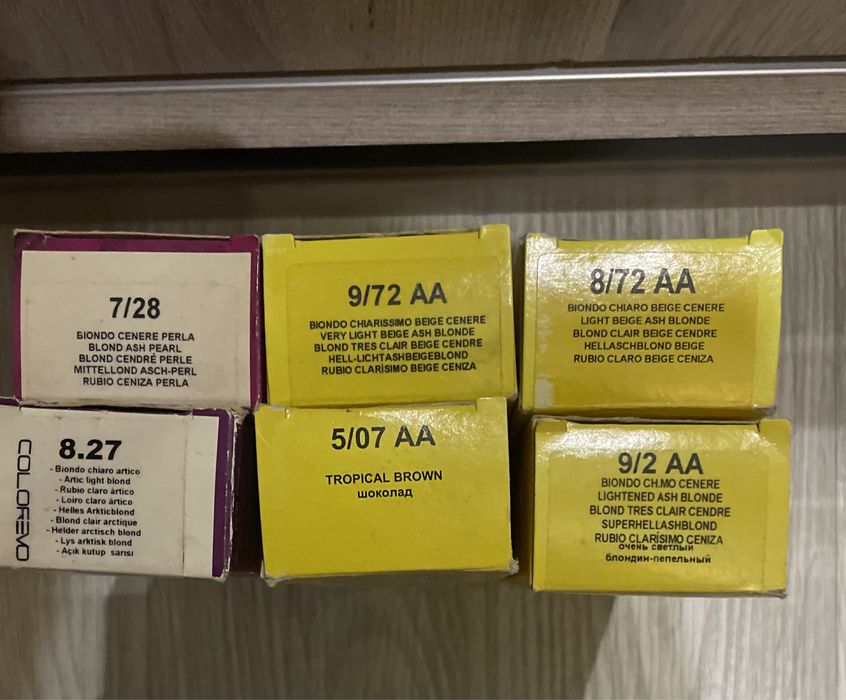 7/28
BIONDO CENERE PERLA
BLOND ASH PEARL
BLOND CENDRÉ PERLE
MITTELLOND ASCH-PERL
RUBIO CENIZA PERLA
9/72 AA
BIONDO CHIARISSIMO BEIGE CENERE
VERY LIGHT BEIGE ASH BLONDE
BLOND TRES CLAIR BEIGE CENDRE
HELL-LICHTASHBEIGEBLOND
RUBIO CLARÍSIMO BEIGE CENIZA
8/72 AA
BIONDO CHIARO BEIGE CENERE
LIGHT BEIGE ASH BLONDE
BLOND CLAIR BEIGE CENDRE
HELLASCHBLOND BEIGE
RUBIO CLARO BEIGE CENIZA
COLOREVO
8.27
- Biondo chiaro artico
- Artic light blond
- Rubio claro ártico
- Loiro claro ártico
- Helles Arkticblond
- Blond clair arctique
- Helder arctisch blond
- Lys arktisk blond
- Açık kutup sarısı
5/07 AA
TROPICAL BROWN
шоколад
9/2 AA
BIONDO CH.MO CENERE
LIGHTENED ASH BLONDE
BLOND TRES CLAIR CENDRE
SUPERHELLASHBLOND
RUBIO CLARÍSIMO CENIZA
очень светлый
блондин-пепельный